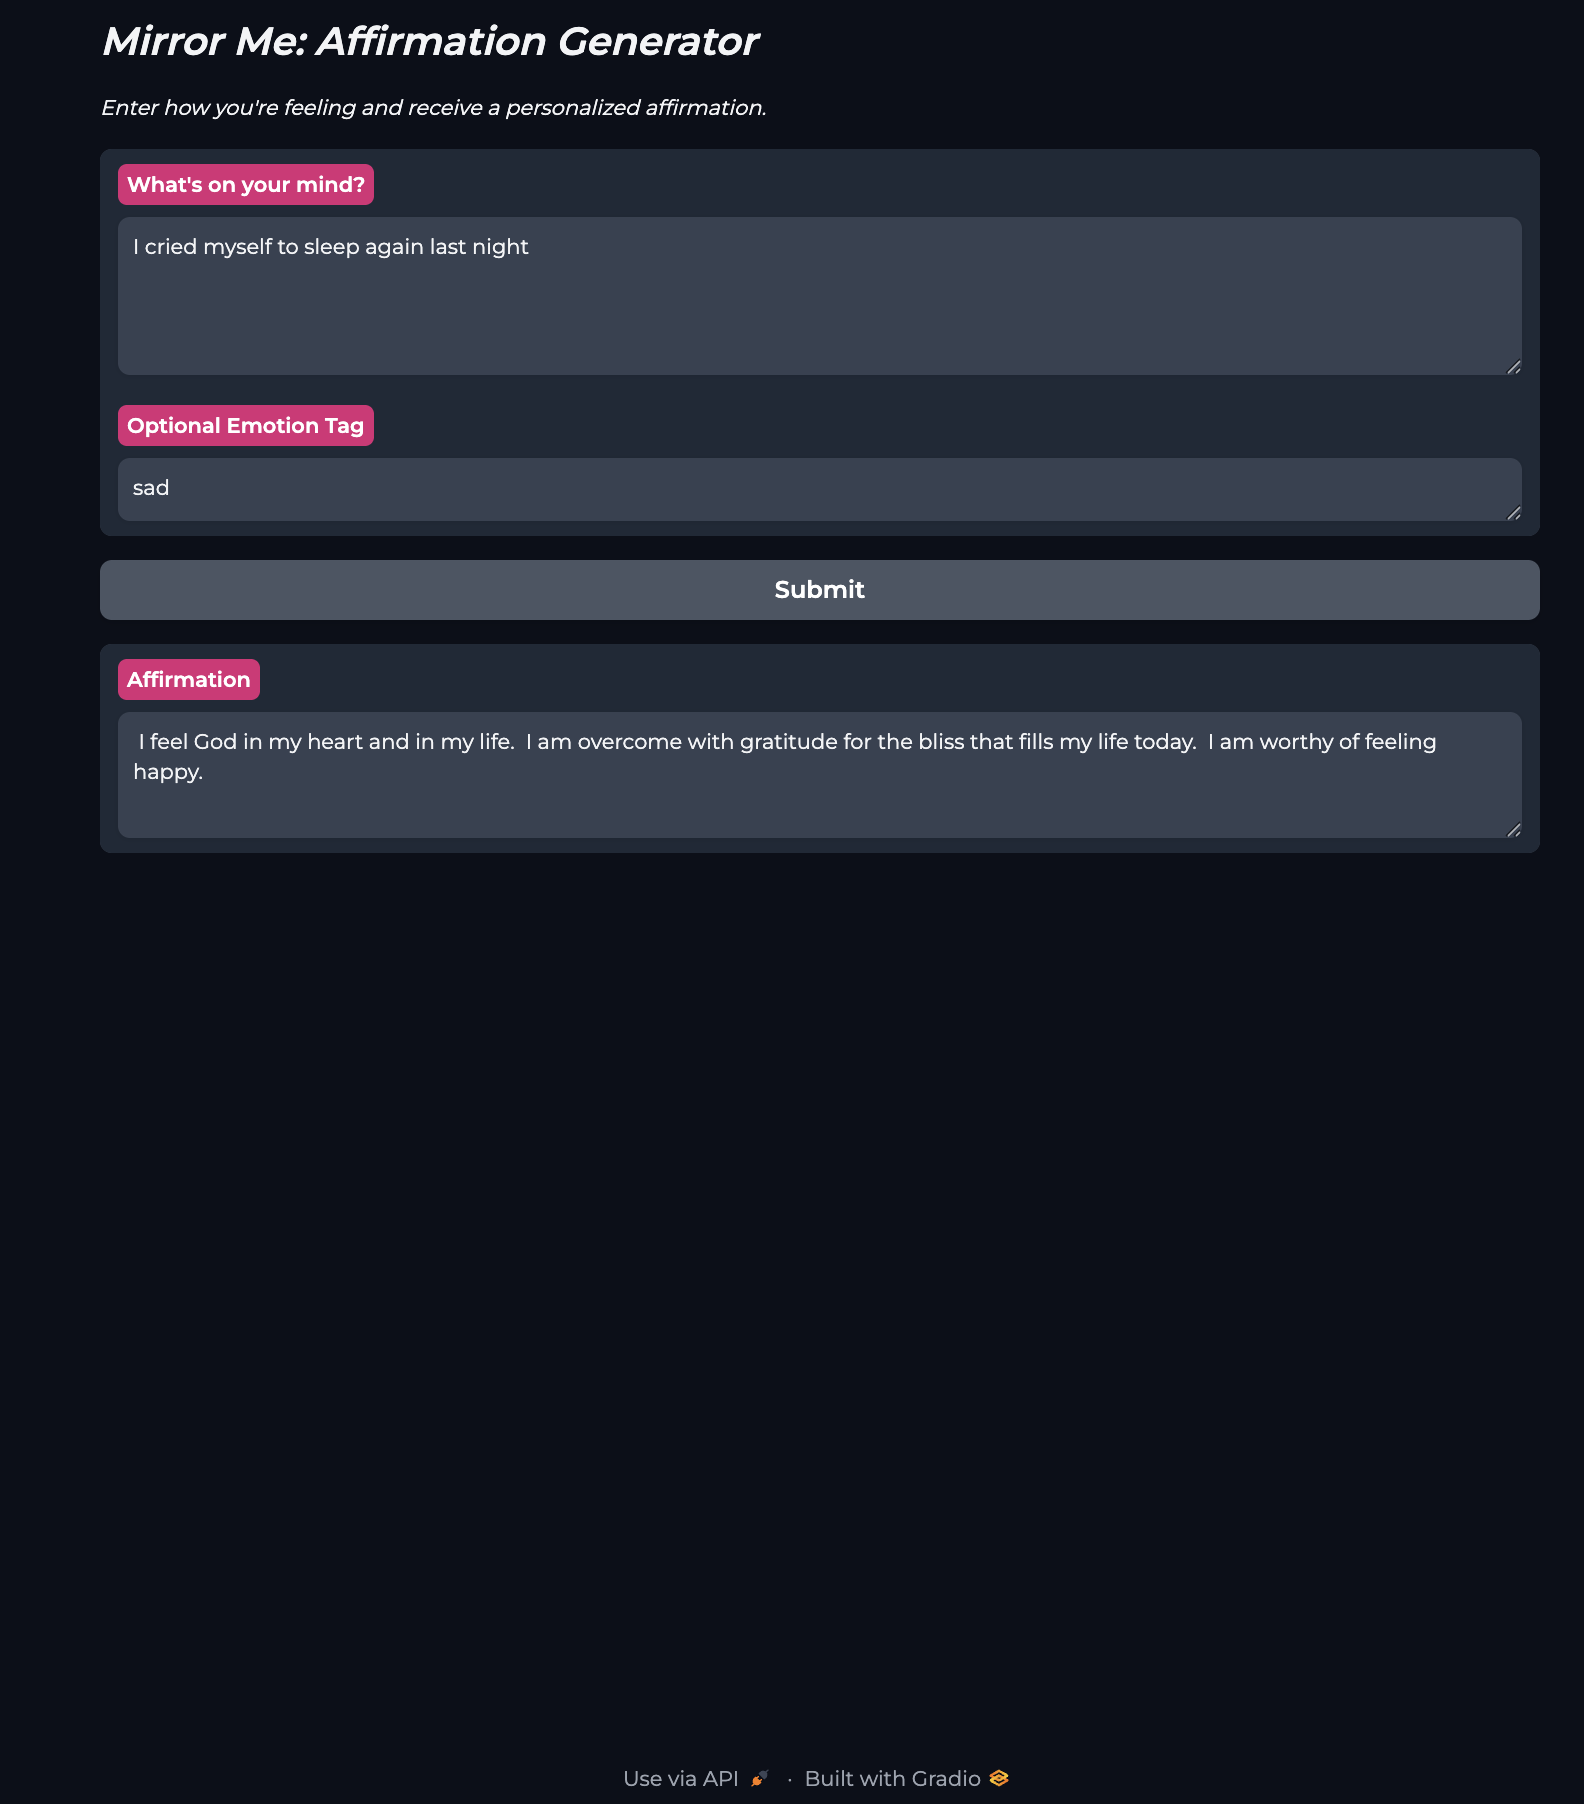 Mirror Me: Affirmation Generator
Enter how you're feeling and receive a personalized affirmation.
What's on your mind?
I cried myself to sleep again last night
Optional Emotion Tag
sad
Submit
Affirmation
I feel God in my heart and in my life.  I am overcome with gratitude for the bliss that fills my life today.  I am worthy of feeling
happy.
Use via API · Built with Gradio